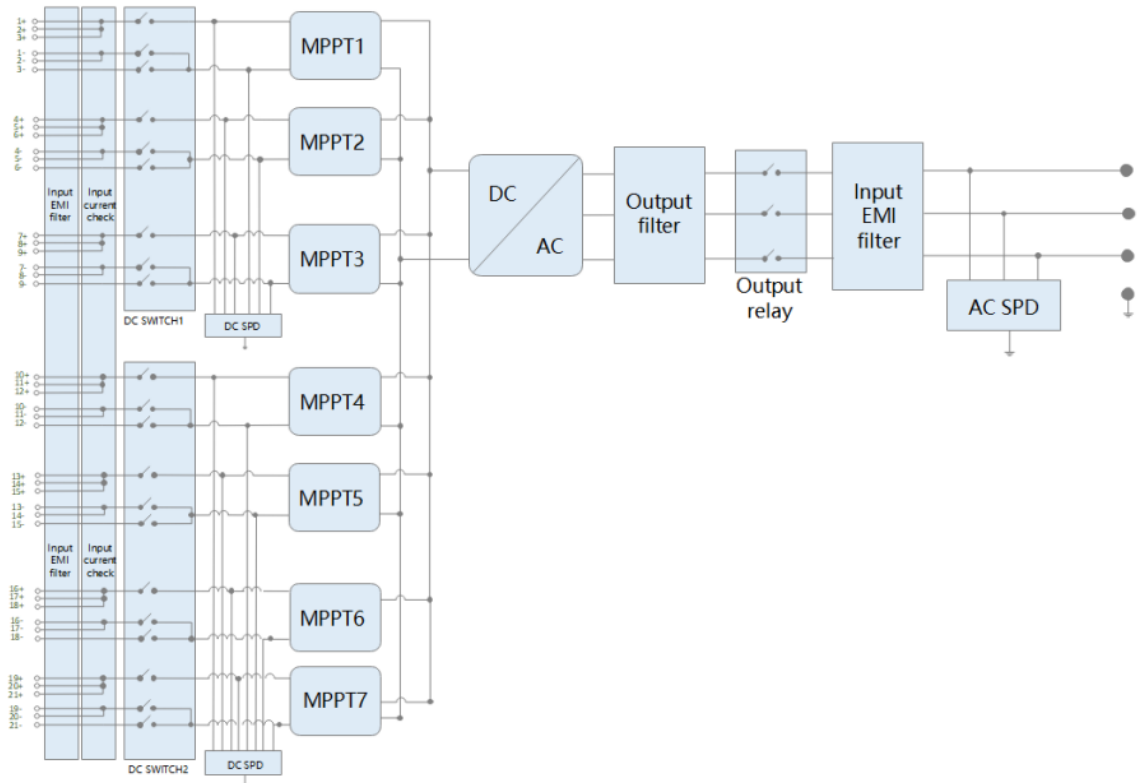 1+
2+
3+
1-
2-
3-
MPPT1
4+
5+
6+
4-
5-
6-
MPPT2
Input
EMI
filter
Input
current
check
7+
8+
9+
7-
8-
9-
MPPT3
DC SWITCH1
DC SPD
DC
AC
Output
filter
Output
relay
Input
EMI
filter
AC SPD
10+
11+
12+
10-
11-
12-
MPPT4
13+
14+
15+
13-
14-
15-
MPPT5
Input
EMI
filter
Input
current
check
16+
17+
18+
16-
17-
18-
MPPT6
19+
20+
21+
19-
20-
21-
MPPT7
DC SWITCH2
DC SPD